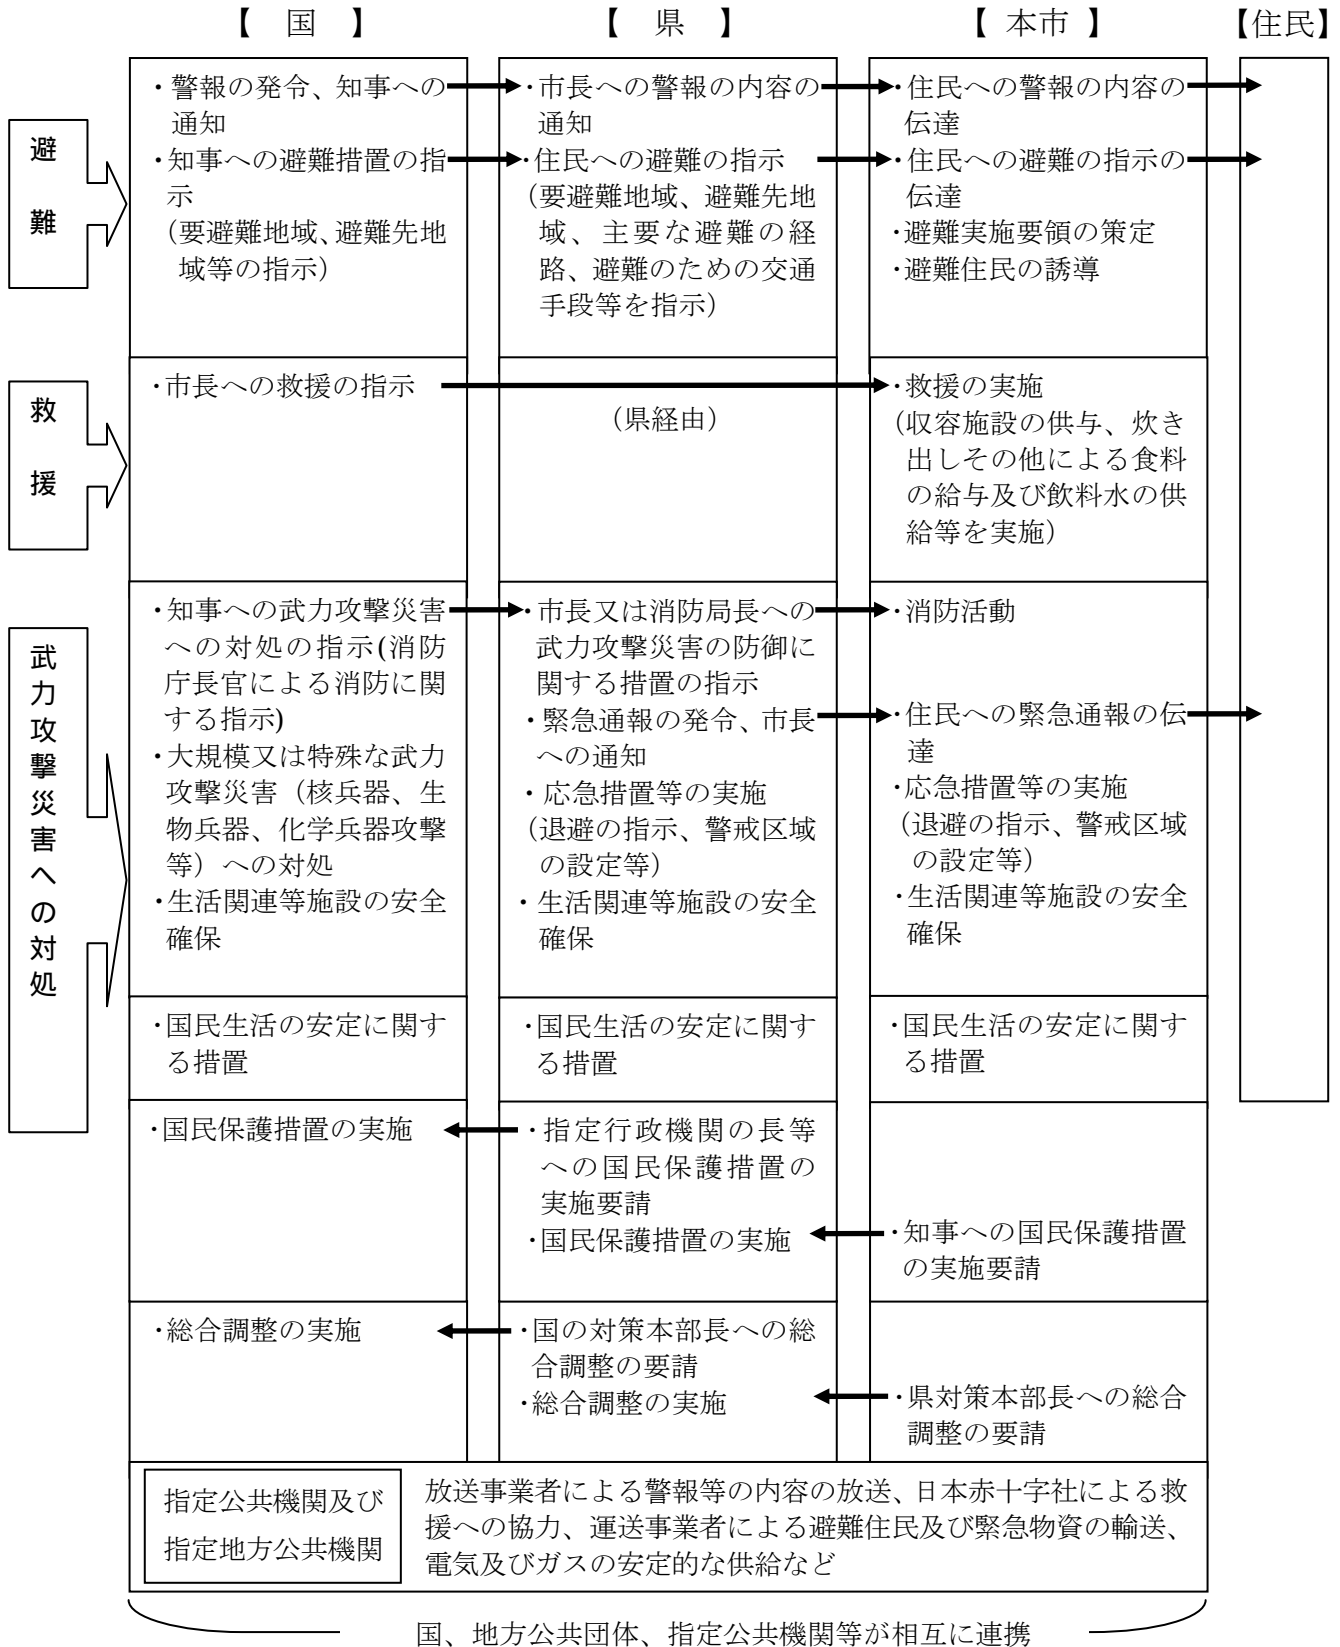 【　国　】
【　県　】
【 本市 】
【住民】
避
難
・警報の発令、知事への
通知
・知事への避難措置の指
示
（要避難地域、避難先地
域等の指示）
・市長への警報の内容の
通知
・住民への避難の指示
（要避難地域、避難先地
域、主要な避難の経
路、避難のための交通
手段等を指示）
・住民への警報の内容の
伝達
・住民への避難の指示の
伝達
・避難実施要領の策定
・避難住民の誘導
救
援
・市長への救援の指示
（県経由）
・救援の実施
（収容施設の供与、炊き
出しその他による食料
の給与及び飲料水の供
給等を実施）
武力攻撃災害への対処
・知事への武力攻撃災害
への対処の指示(消防
庁長官による消防に関
する指示)
・大規模又は特殊な武力
攻撃災害（核兵器、生
物兵器、化学兵器攻撃
等）への対処
・生活関連等施設の安全
確保
・市長又は消防局長への
武力攻撃災害の防御に
関する措置の指示
・緊急通報の発令、市長
への通知
・応急措置等の実施
（退避の指示、警戒区域
の設定等）
・生活関連等施設の安全
確保
・消防活動
・住民への緊急通報の伝
達
・応急措置等の実施
（退避の指示、警戒区域
の設定等）
・生活関連等施設の安全
確保
・国民生活の安定に関す
る措置
・国民生活の安定に関す
る措置
・国民生活の安定に関す
る措置
・国民保護措置の実施
・指定行政機関の長等
への国民保護措置の
実施要請
・国民保護措置の実施
・知事への国民保護措置
の実施要請
・総合調整の実施
・国の対策本部長への総
合調整の要請
・総合調整の実施
・県対策本部長への総合
調整の要請
指定公共機関及び
指定地方公共機関
放送事業者による警報等の内容の放送、日本赤十字社による救
援への協力、運送事業者による避難住民及び緊急物資の輸送、
電気及びガスの安定的な供給など
国、地方公共団体、指定公共機関等が相互に連携